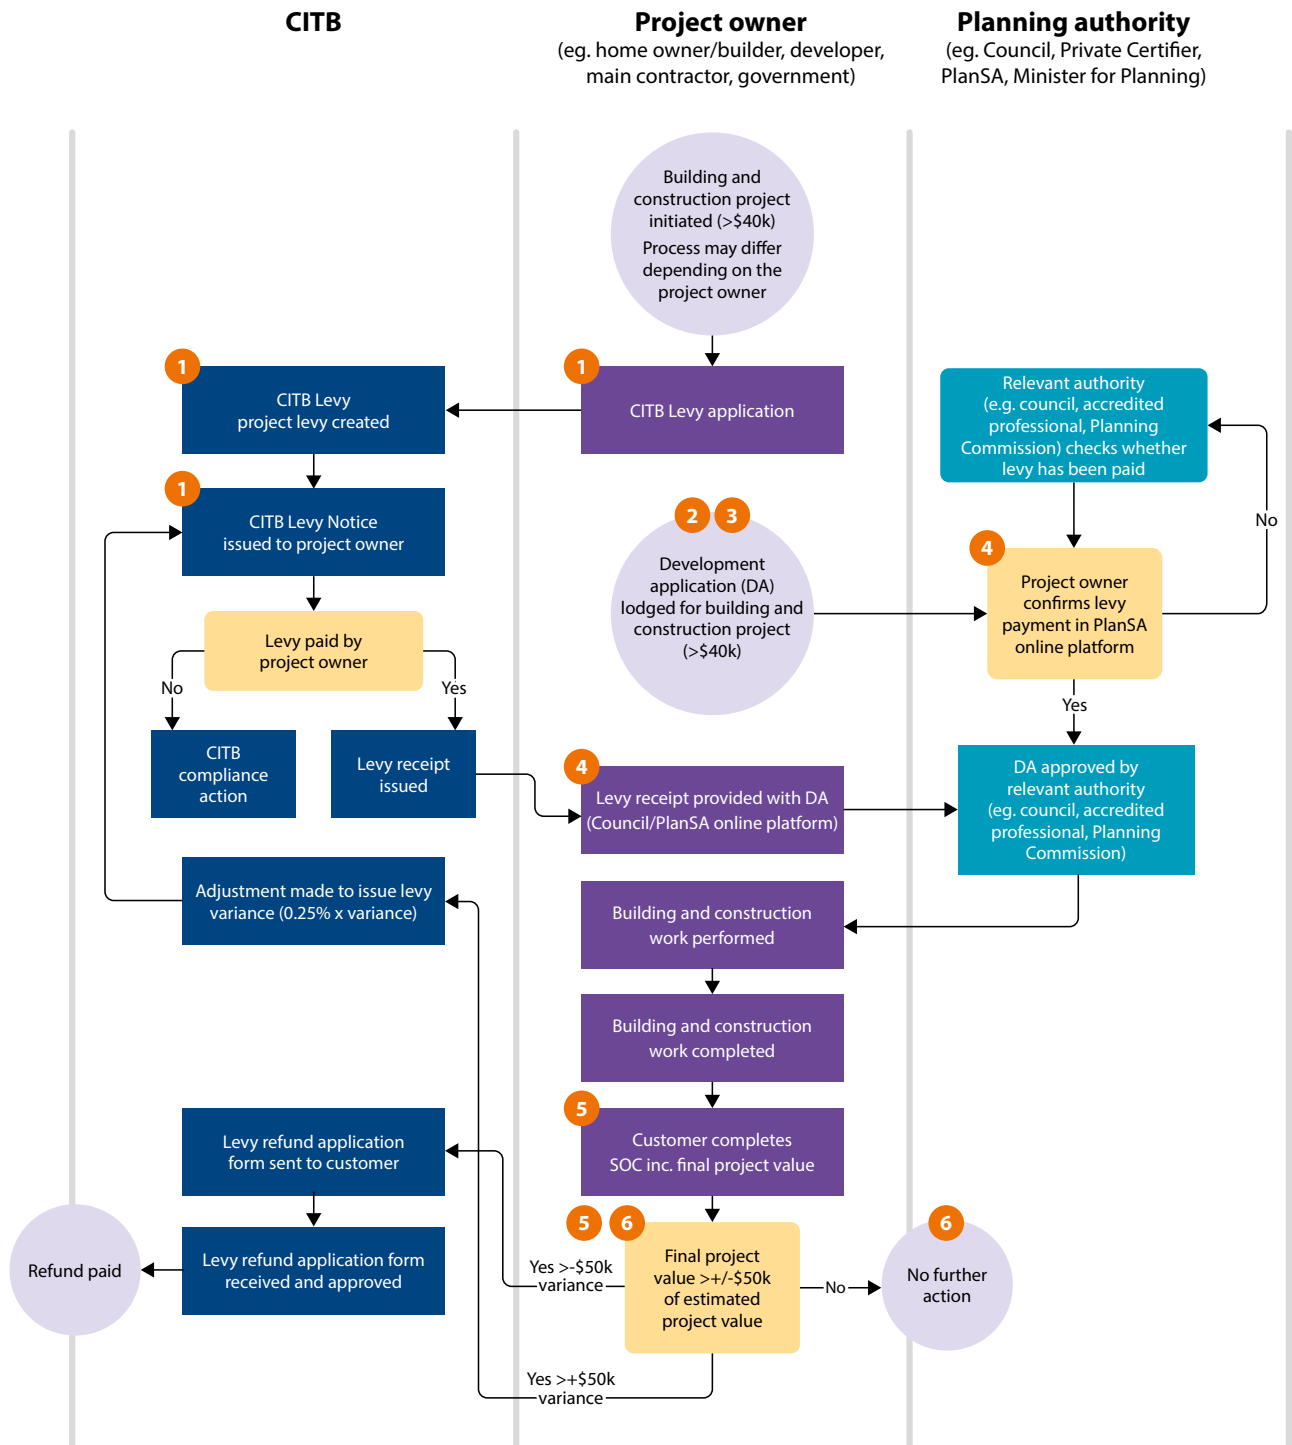 CITB
Project owner
(eg. home owner/builder, developer,
main contractor, government)
Planning authority
(eg. Council, Private Certifier,
PlanSA, Minister for Planning)
Building and
construction project
initiated (>$40k)
Process may differ
depending on the
project owner
1
CITB Levy
project levy created
1
CITB Levy application
Relevant authority
(e.g. council, accredited
professional, Planning
Commission) checks whether
levy has been paid
1
CITB Levy Notice
issued to project owner
2
3
Development
application (DA)
lodged for building and
construction project
(>$40k)
4
Project owner
confirms levy
payment in PlanSA
online platform
No
Yes
Levy paid by
project owner
No
Yes
CITB
compliance
action
Levy receipt
issued
4
Levy receipt provided with DA
(Council/PlanSA online platform)
DA approved by
relevant authority
(eg. council, accredited
professional, Planning
Commission)
Adjustment made to issue levy
variance (0.25% x variance)
Building and construction
work performed
Building and construction
work completed
5
Customer completes
SOC inc. final project value
Levy refund application
form sent to customer
Levy refund application form
received and approved
Refund paid
5
6
Final project
value >+/-$50k
of estimated
project value
Yes >-$50k
variance
No
6
No further
action
Yes >+$50k
variance